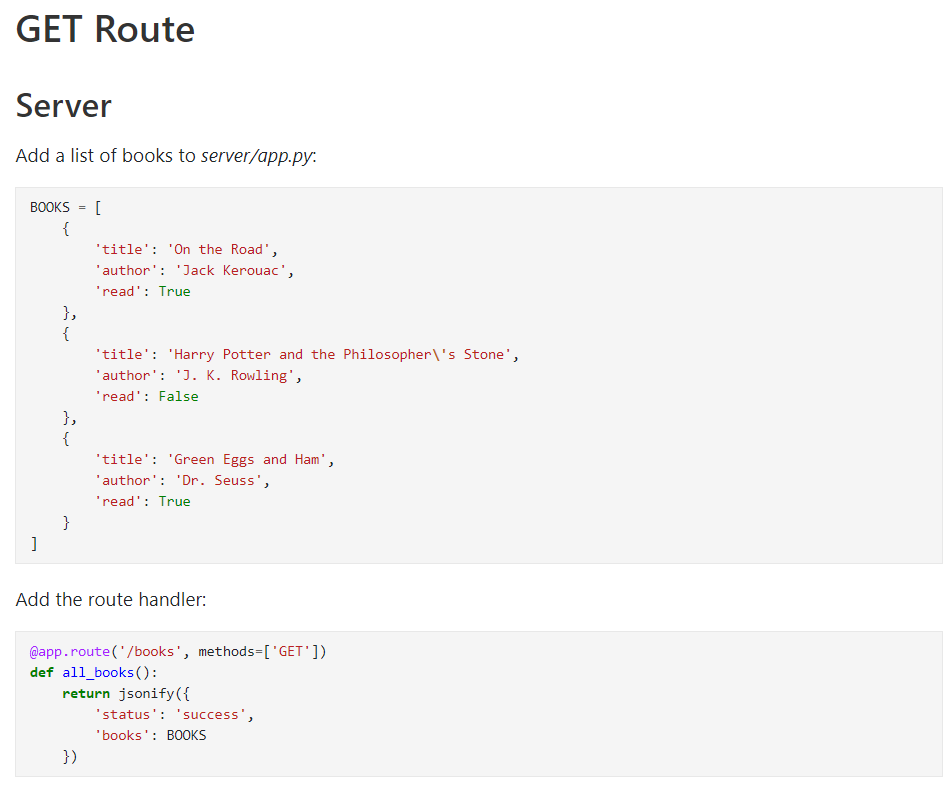 GET Route
Server
Add a list of books to server/app.py:
BOOKS = [
    {
        'title': 'On the Road',
        'author': 'Jack Kerouac',
        'read': True
    },
    {
        'title': 'Harry Potter and the Philosopher\'s Stone',
        'author': 'J. K. Rowling',
        'read': False
    },
    {
        'title': 'Green Eggs and Ham',
        'author': 'Dr. Seuss',
        'read': True
    }
]
Add the route handler:
@app.route('/books', methods=['GET'])
def all_books():
    return jsonify({
        'status': 'success',
        'books': BOOKS
    })